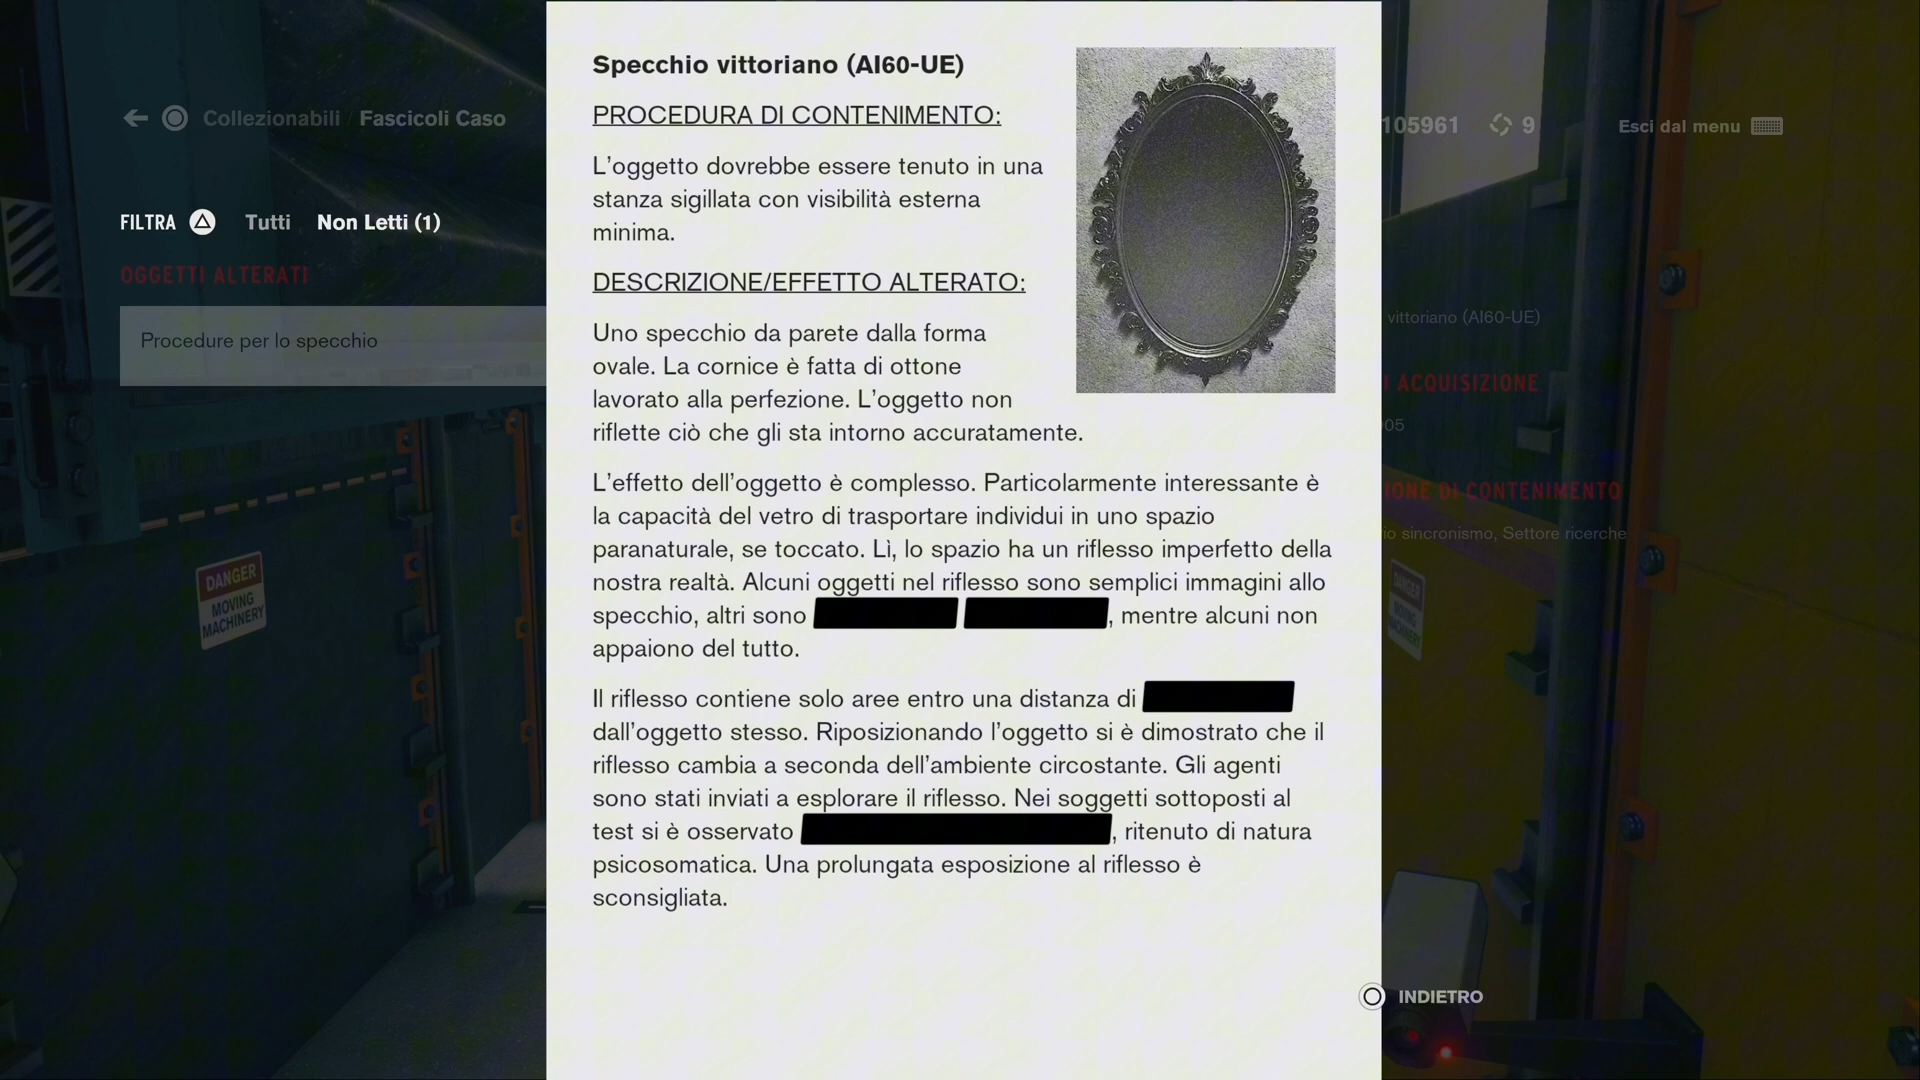 Collezionabili / Fascicoli Caso
105961
9
Esci dal menu
FILTRA Tutti Non Letti (1)
OGGETTI ALTERATI
Procedure per lo specchio
Specchio vittoriano (AI60-UE)
PROCEDURA DI CONTENIMENTO:
L'oggetto dovrebbe essere tenuto in una
stanza sigillata con visibilità esterna
minima.
DESCRIZIONE/EFFETTO ALTERATO:
Uno specchio da parete dalla forma
ovale. La cornice è fatta di ottone
lavorato alla perfezione. L'oggetto non
riflette ciò che gli sta intorno accuratamente.
L'effetto dell'oggetto è complesso. Particolarmente interessante è
la capacità del vetro di trasportare individui in uno spazio
paranaturale, se toccato. Lì, lo spazio ha un riflesso imperfetto della
nostra realtà. Alcuni oggetti nel riflesso sono semplici immagini allo
specchio, altri sono , mentre alcuni non
appaiono del tutto.
Il riflesso contiene solo aree entro una distanza di
dall'oggetto stesso. Riposizionando l'oggetto si è dimostrato che il
riflesso cambia a seconda dell'ambiente circostante. Gli agenti
sono stati inviati a esplorare il riflesso. Nei soggetti sottoposti al
test si è osservato , ritenuto di natura
psicosomatica. Una prolungata esposizione al riflesso è
sconsigliata.
vittoriano (AI60-UE)
ACQUISIZIONE
05
IONE DI CONTENIMENTO
io sincronismo, Settore ricerche
DANGER
MOVING
MACHINERY
DANGER
MOVING
MACHINERY
INDIETRO